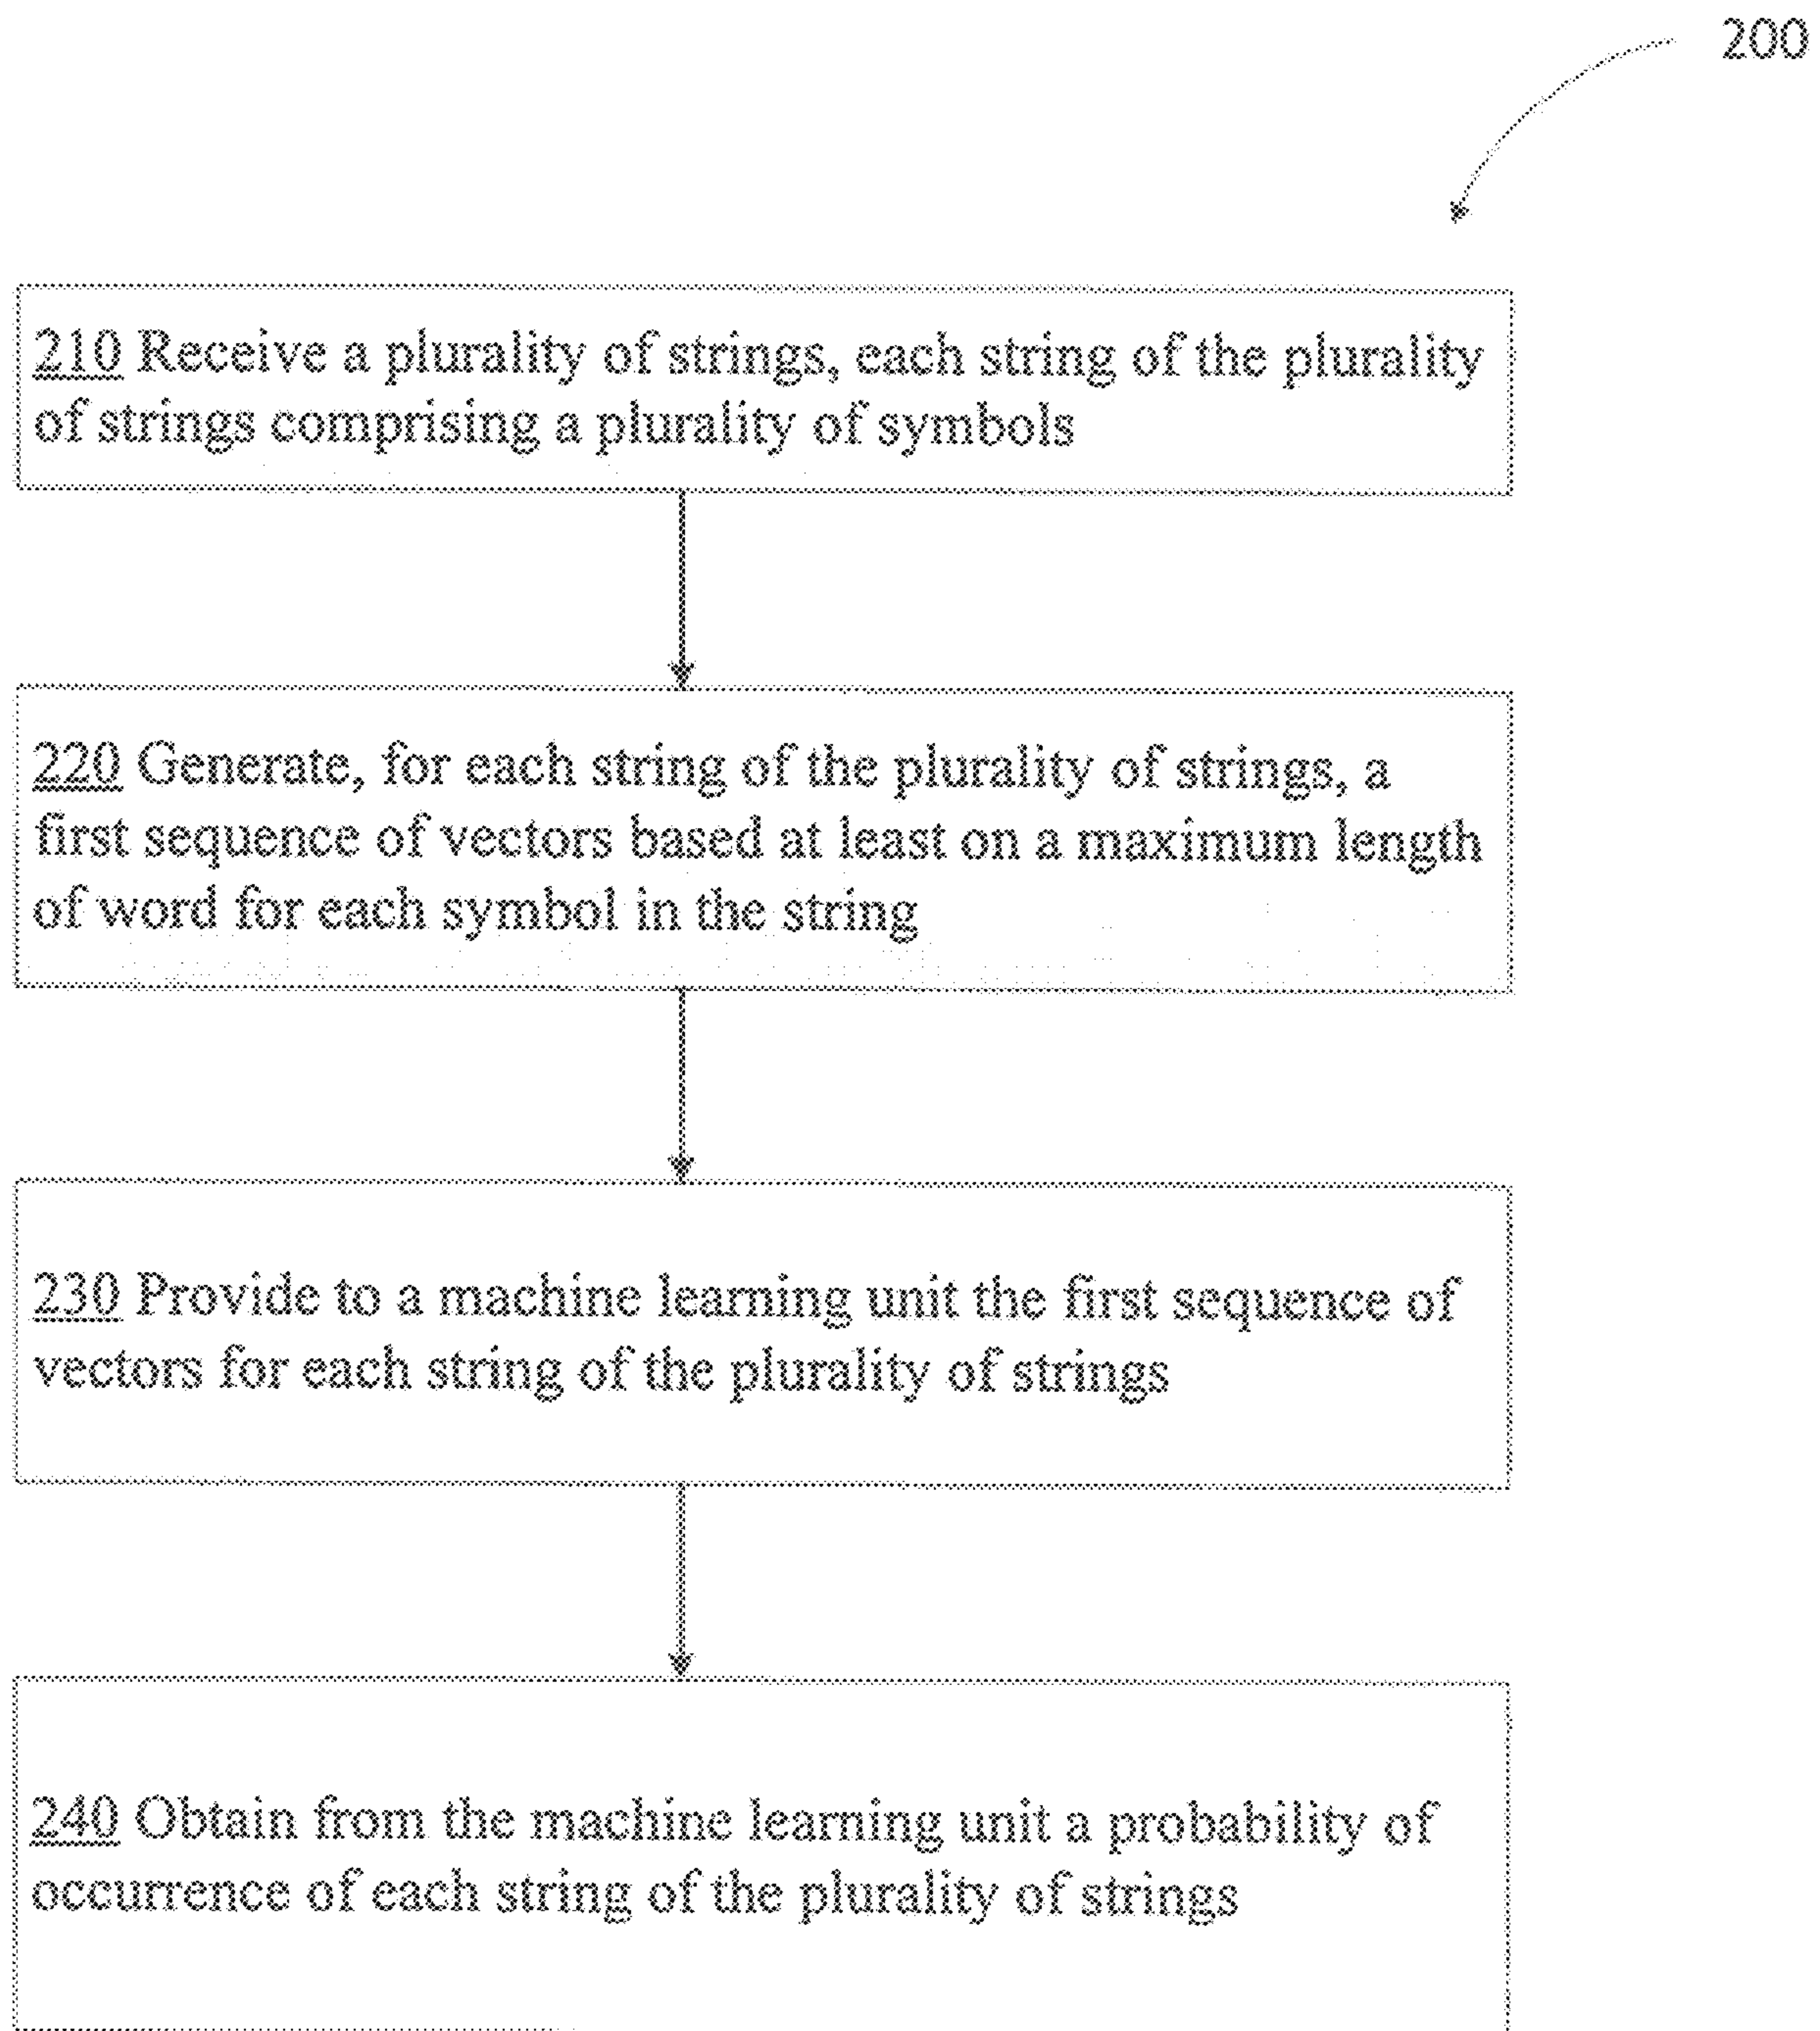 200
210 Receive a plurality of strings, each string of the plurality
of strings comprising a plurality of symbols
220 Generate, for each string of the plurality of strings, a
first sequence of vectors based at least on a maximum length
of word for each symbol in the string
230 Provide to a machine learning unit the first sequence of
vectors for each string of the plurality of strings
240 Obtain from the machine learning unit a probability of
occurrence of each string of the plurality of strings